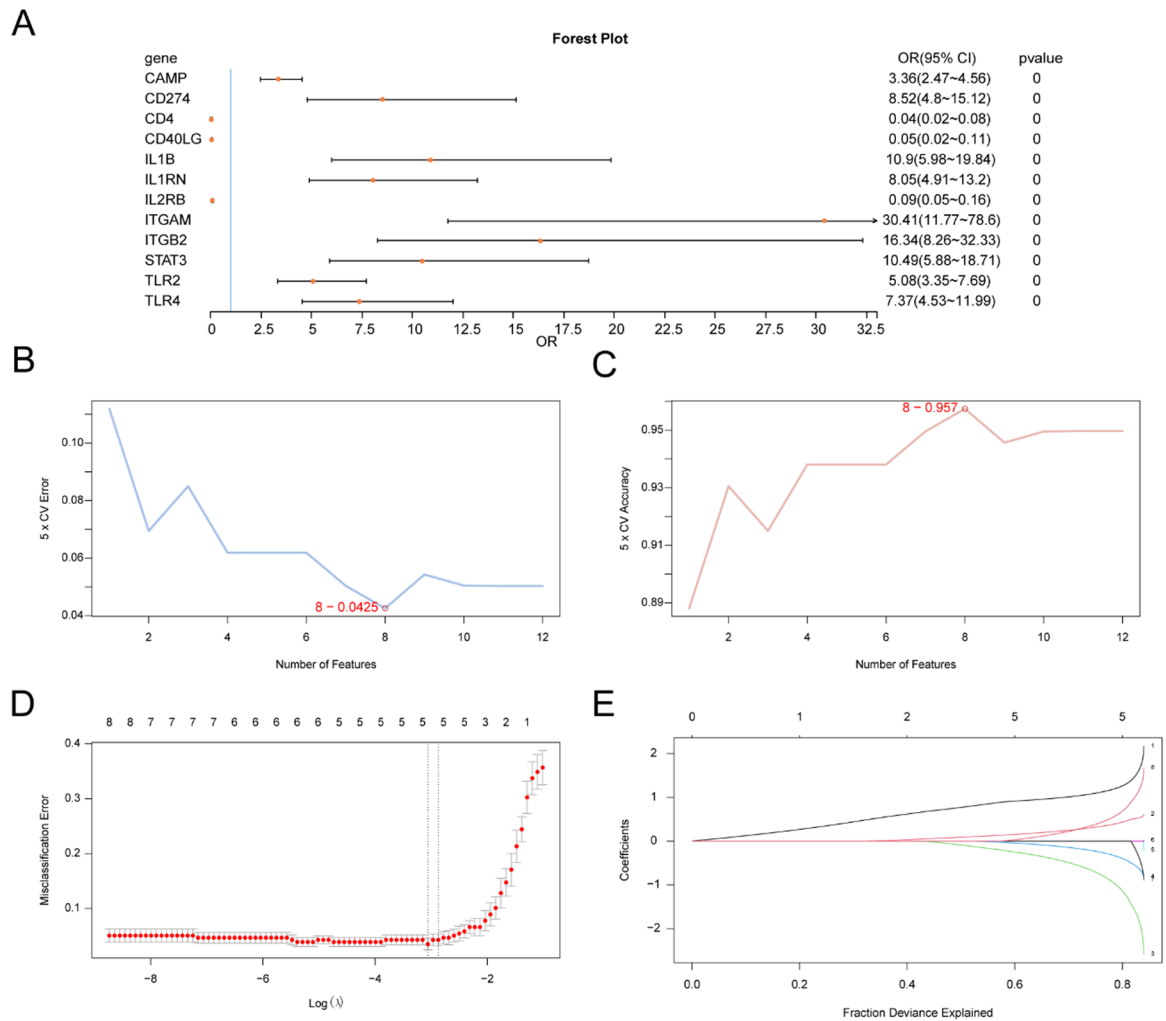 A
Forest Plot
gene OR(95% CI) pvalue
CAMP 3.36(2.47~4.56) 0
CD274 8.52(4.8~15.12) 0
CD4 0.04(0.02~0.08) 0
CD40LG 0.05(0.02~0.11) 0
IL1B 10.9(5.98~19.84) 0
IL1RN 8.05(4.91~13.2) 0
IL2RB 0.09(0.05~0.16) 0
ITGAM 30.41(11.77~78.6) 0
ITGB2 16.34(8.26~32.33) 0
STAT3 10.49(5.88~18.71) 0
TLR2 5.08(3.35~7.69) 0
TLR4 7.37(4.53~11.99) 0
0 2.5 5 7.5 10 12.5 15 17.5 20 22.5 25 27.5 30 32.5
OR
B
5 x CV Error
0.10
0.08
0.06
0.04
8 − 0.0425
2 4 6 8 10 12
Number of Features
C
5 x CV Accuracy
0.95
0.93
0.91
0.89
8 − 0.957
2 4 6 8 10 12
Number of Features
D
8 8 7 7 7 7 6 6 6 6 6 5 5 5 5 5 5 5 3 2 1
Misclassification Error
0.4
0.3
0.2
0.1
−8 −6 −4 −2
Log(λ)
E
0 1 2 5 5
Coefficients
2
1
0
−1
−2
1
8
2
6
5
4
3
0.0 0.2 0.4 0.6 0.8
Fraction Deviance Explained